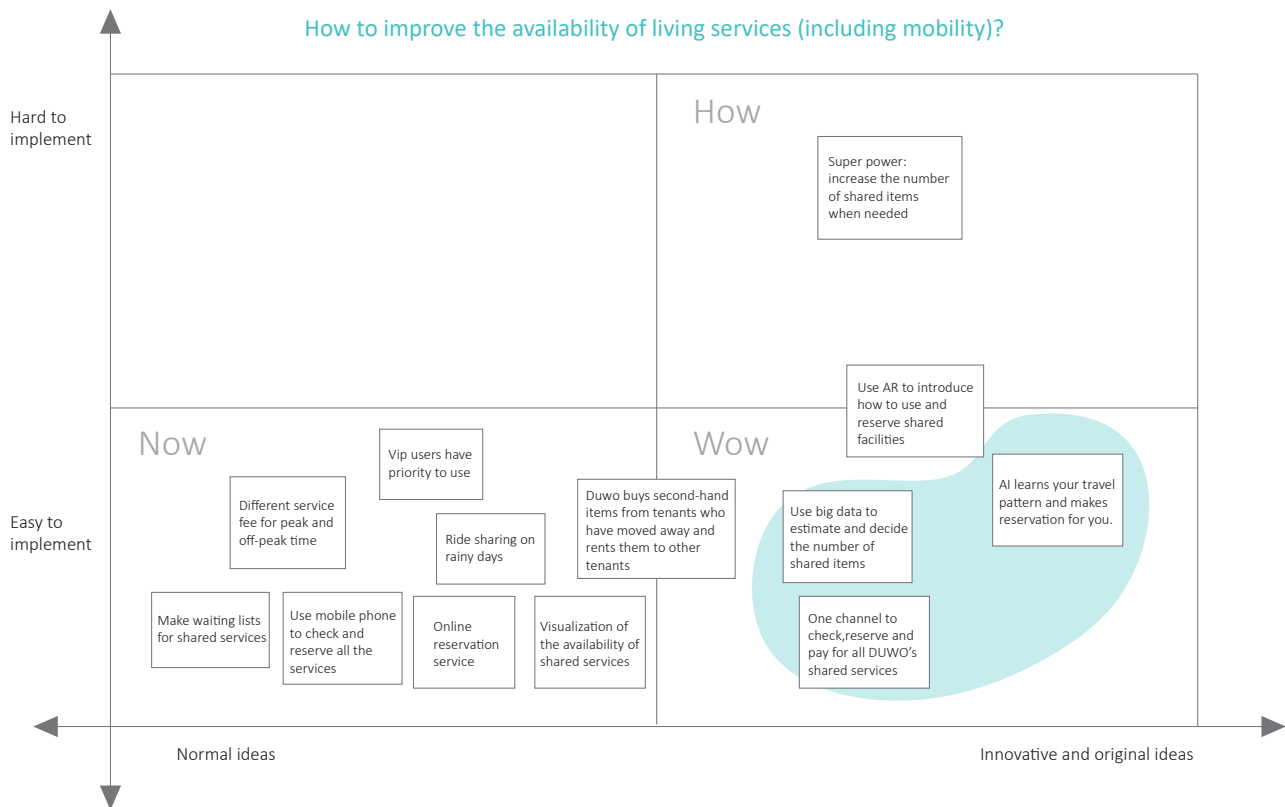 How to improve the availability of living services (including mobility)?
Hard to
implement
How
Super power:
increase the number
of shared items
when needed
Use AR to introduce
how to use and
reserve shared
facilities
Now
Wow
Vip users have
priority to use
Different service
fee for peak and
off-peak time
Easy to
implement
Ride sharing on
rainy days
Duwo buys second-hand
items from tenants who
have moved away and
rents them to other
tenants
Use big data to
estimate and decide
the number of
shared items
AI learns your travel
pattern and makes
reservation for you.
Make waiting lists
for shared services
Use mobile phone
to check and
reserve all the
services
Online
reservation
service
Visualization of
the availability of
shared services
One channel to
check,reserve and
pay for all DUWO’s
shared services
Normal ideas
Innovative and original ideas